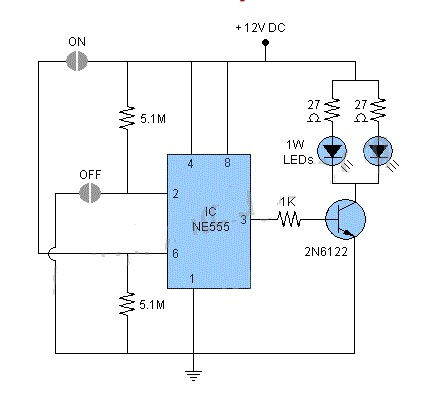 +12V DC
ON
27
Ω
27
Ω
5.1M
4
8
1W
LEDs
OFF
2
IC
NE555
3
1K
6
2N6122
1
5.1M